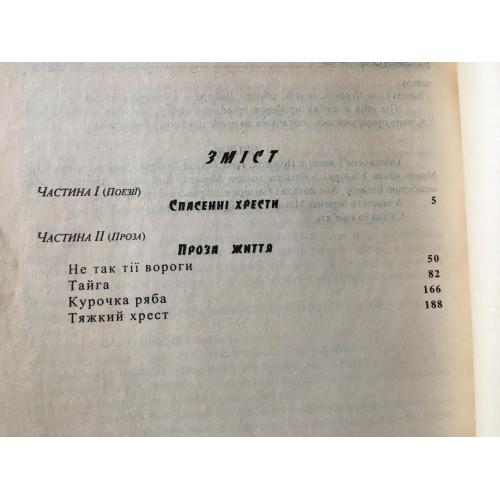 ЗМІСТ
Частина I (Поезії)
Спасенні хрести 5
Частина II (Проза)
Проза життя
Не так тії вороги 50
Тайга 82
Курочка ряба 166
Тяжкий хрест 188